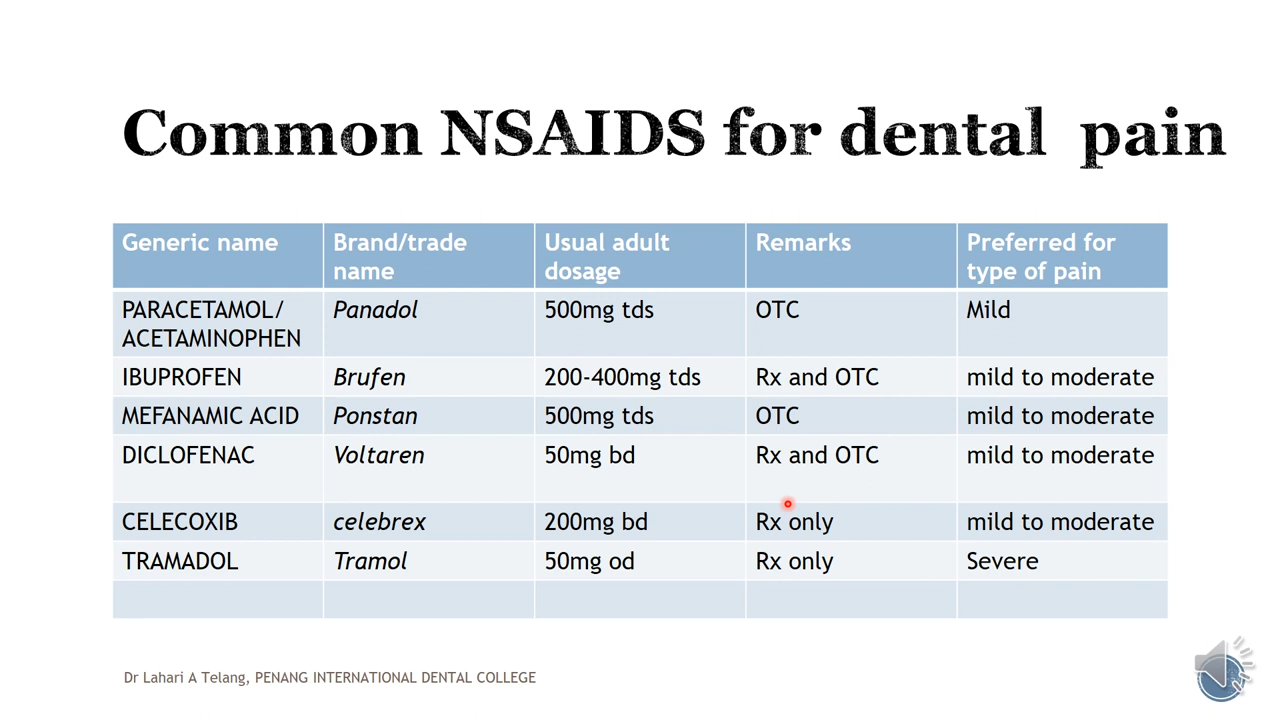 Common NSAIDS for dental pain
Generic name
Brand/trade
name
Usual adult
dosage
Remarks
Preferred for
type of pain
PARACETAMOL/
ACETAMINOPHEN
Panadol
500mg tds
OTC
Mild
IBUPROFEN
Brufen
200-400mg tds
Rx and OTC
mild to moderate
MEFANAMIC ACID
Ponstan
500mg tds
OTC
mild to moderate
DICLOFENAC
Voltaren
50mg bd
Rx and OTC
mild to moderate
CELECOXIB
celebrex
200mg bd
Rx only
mild to moderate
TRAMADOL
Tramol
50mg od
Rx only
Severe
Dr Lahari A Telang, PENANG INTERNATIONAL DENTAL COLLEGE